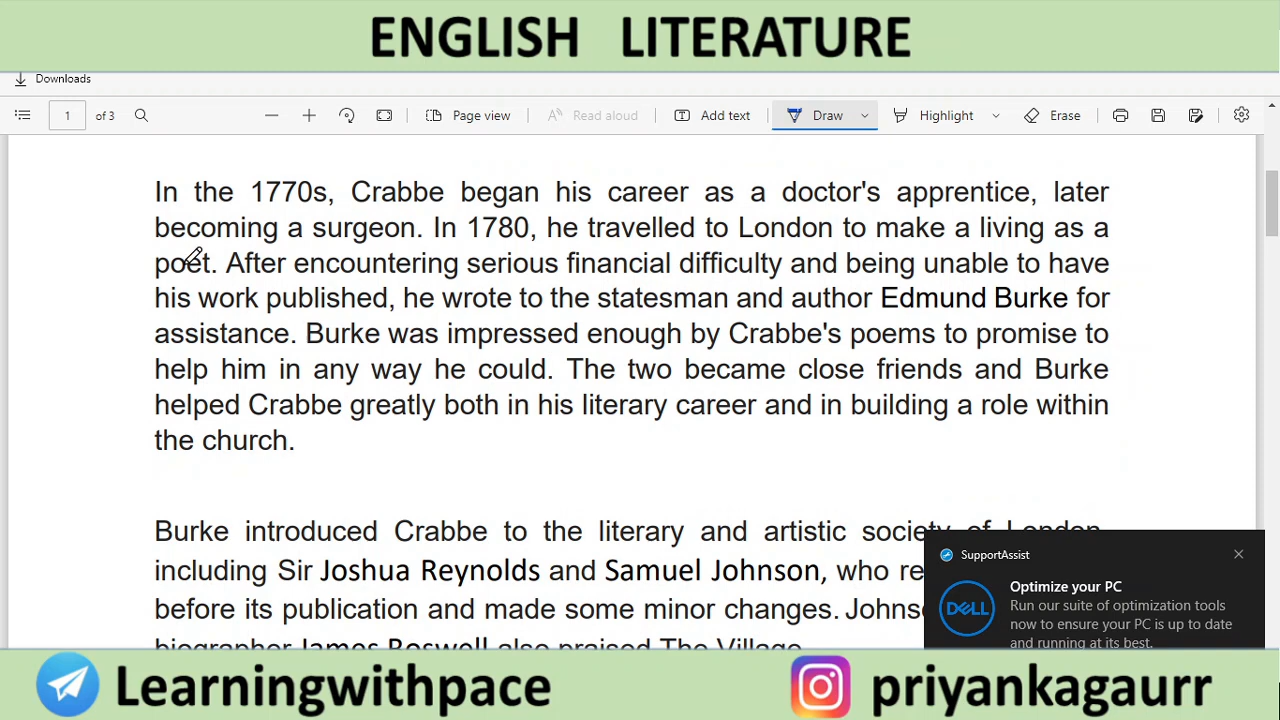 ENGLISH LITERATURE
Downloads
1 of 3 Page view Read aloud Add text Draw Highlight Erase
In the 1770s, Crabbe began his career as a doctor's apprentice, later
becoming a surgeon. In 1780, he travelled to London to make a living as a
poet. After encountering serious financial difficulty and being unable to have
his work published, he wrote to the statesman and author Edmund Burke for
assistance. Burke was impressed enough by Crabbe's poems to promise to
help him in any way he could. The two became close friends and Burke
helped Crabbe greatly both in his literary career and in building a role within
the church.
Burke introduced Crabbe to the literary and artistic society of London,
including Sir Joshua Reynolds and Samuel Johnson, who
before its publication and made some minor changes.
biographer James Boswell also praised The Village.
SupportAssist
Optimize your PC
DELL
Run our suite of optimization tools
now to ensure your PC is up to date
and running at its best.
Learningwithpace
priyankagaurr